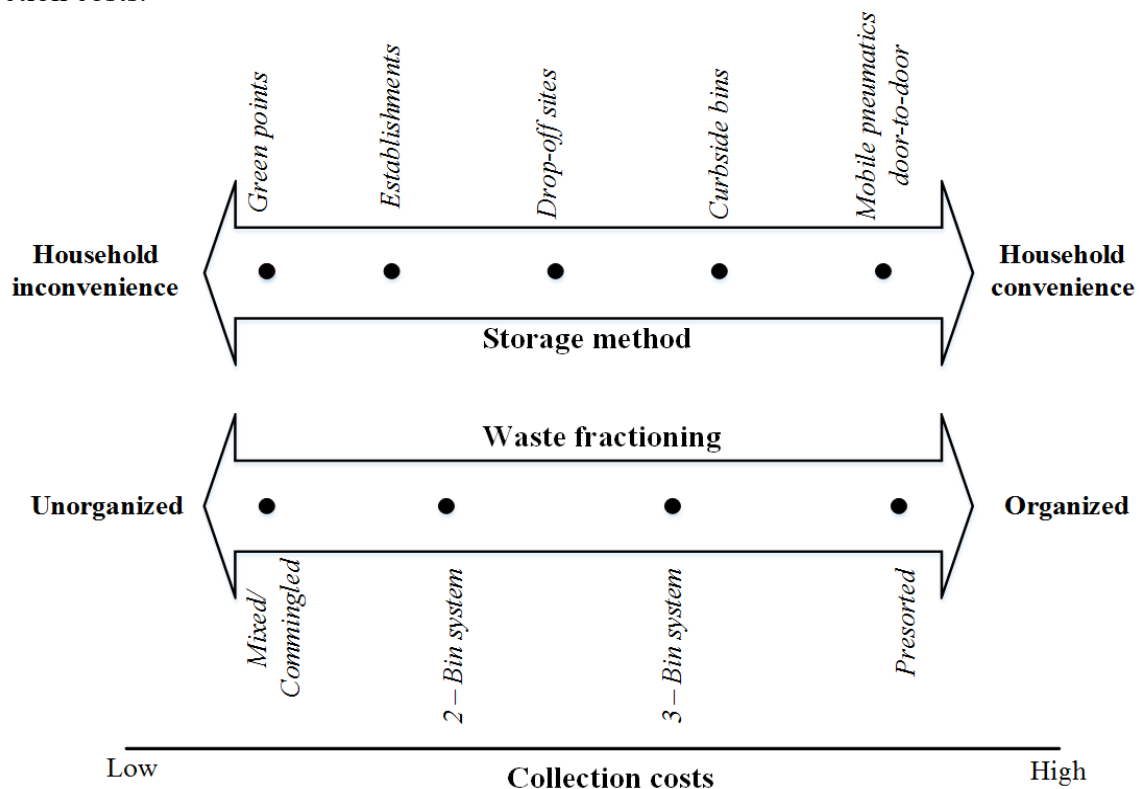 Green points
Establishments
Drop-off sites
Curbside bins
Mobile pneumatics
door-to-door
Household
inconvenience
Household
convenience
Storage method
Waste fractioning
Unorganized
Organized
Mixed/
Commingled
2 – Bin system
3 – Bin system
Presorted
Low
Collection costs
High